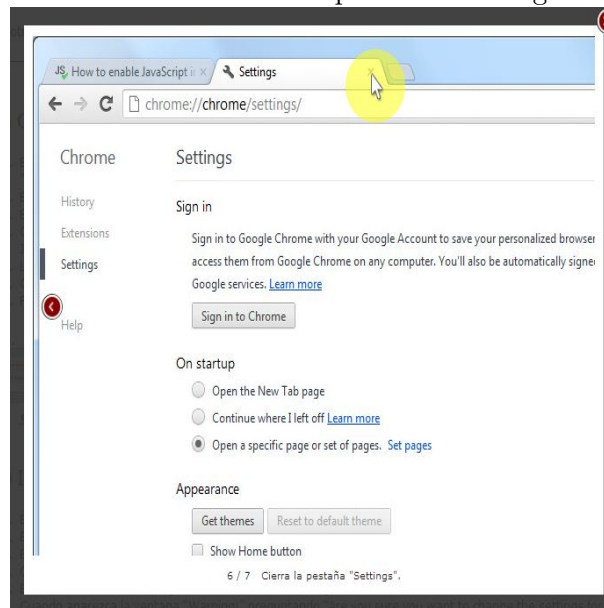 JS How to enable JavaScript i
Settings
chrome://chrome/settings/
Chrome
Settings
History
Extensions
Settings
Help
Sign in
Sign in to Google Chrome with your Google Account to save your personalized browser
access them from Google Chrome on any computer. You'll also be automatically signe
Google services. Learn more
Sign in to Chrome
On startup
Open the New Tab page
Continue where I left off Learn more
Open a specific page or set of pages. Set pages
Appearance
Get themes
Reset to default theme
Show Home button
6 / 7 Cierra la pestaña "Settings".